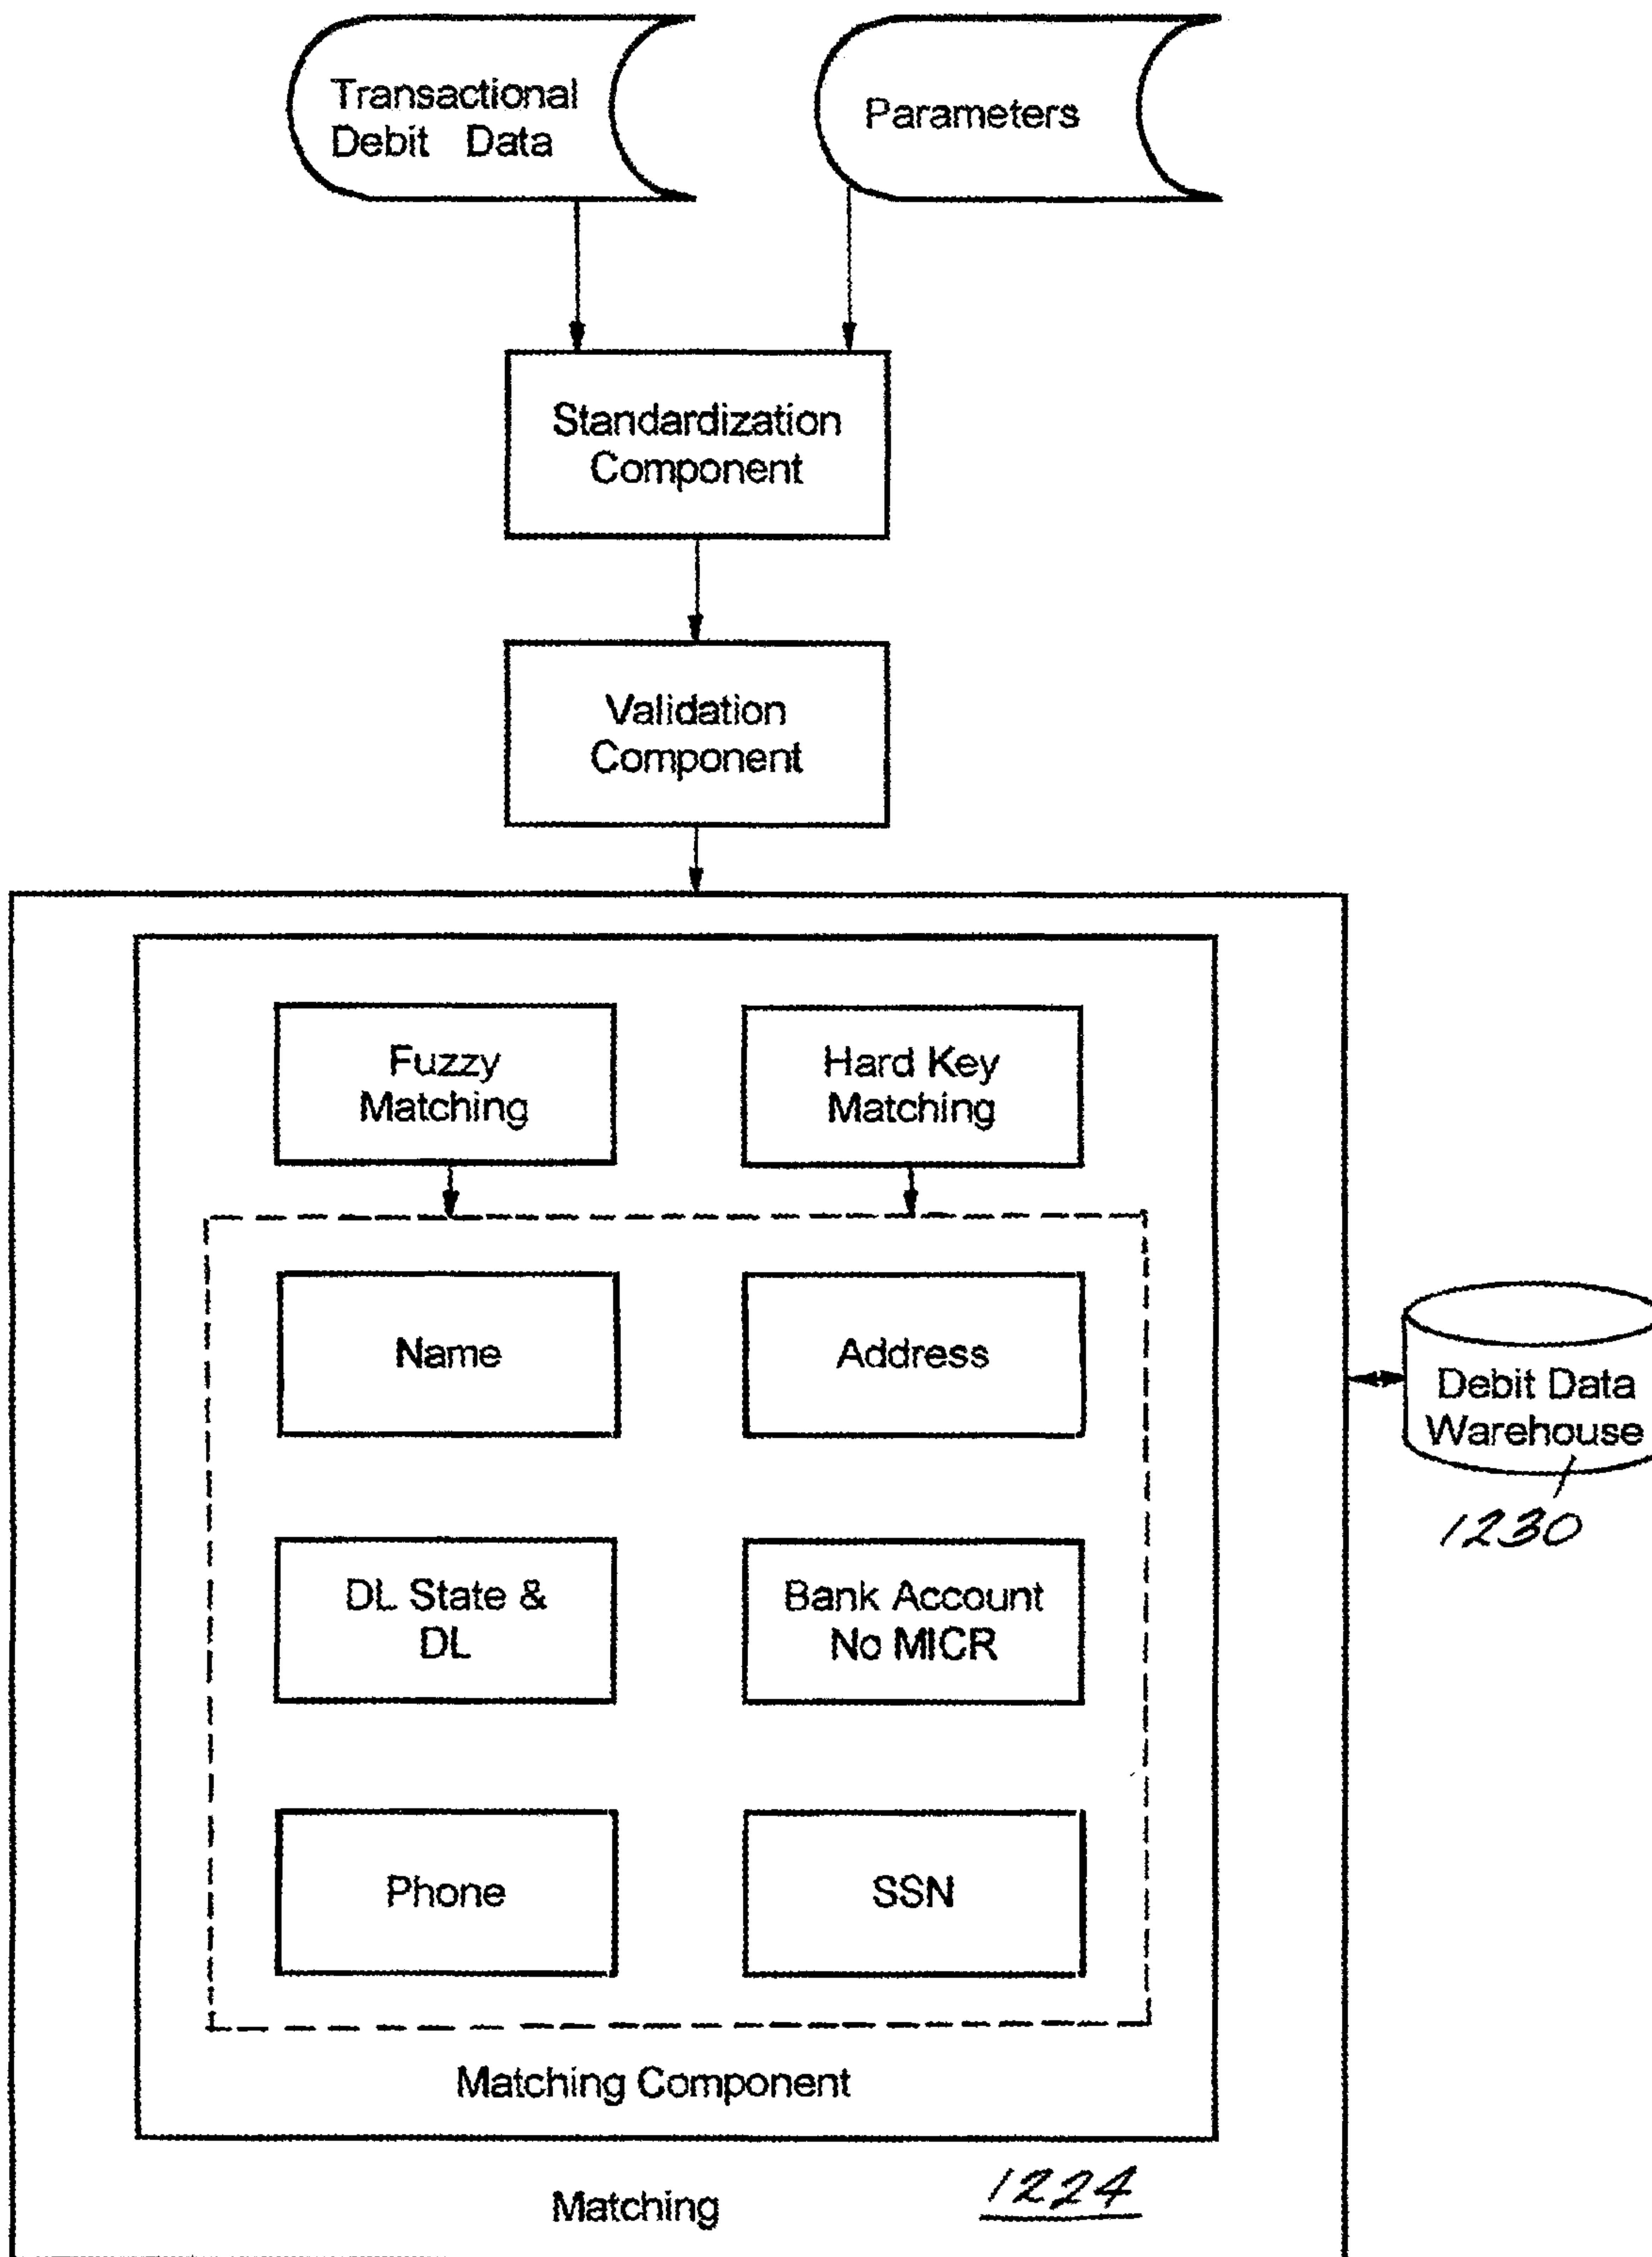 Transactional
Debit Data
Parameters
Standardization
Component
Validation
Component
Fuzzy
Matching
Hard Key
Matching
Name
Address
Debit Data
Warehouse
1230
DL State &
DL
Bank Account
No MICR
Phone
SSN
Matching Component
Matching
1224